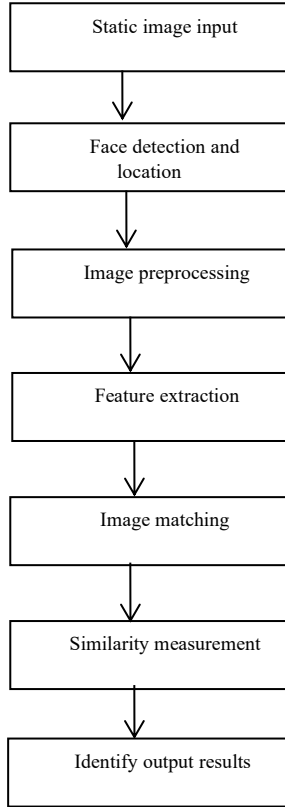 Static image input
Face detection and
location
Image preprocessing
Feature extraction
Image matching
Similarity measurement
Identify output results